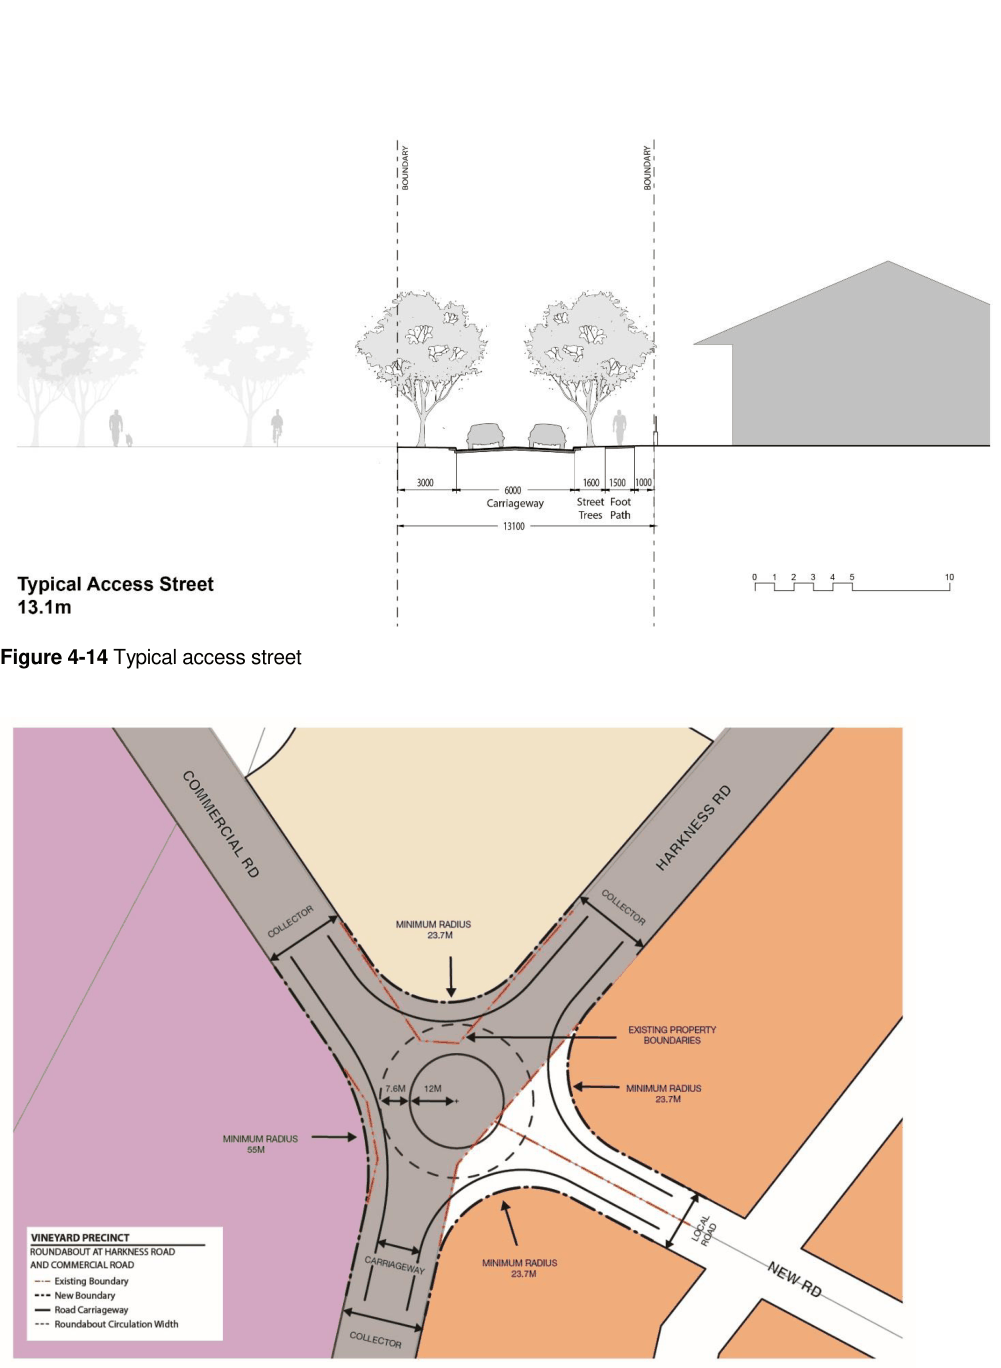 BOUNDARY
BOUNDARY
3000
6000
1600
1500
1000
Carriageway
Street Foot
Trees Path
13100
Typical Access Street
13.1m
0 1 2 3 4 5 10
Figure 4-14 Typical access street
COMMERCIAL RD
HARKNESS RD
COLLECTOR
COLLECTOR
MINIMUM RADIUS
23.7M
EXISTING PROPERTY
BOUNDARIES
7.6M
12M
MINIMUM RADIUS
23.7M
MINIMUM RADIUS
55M
LOCAL
ROAD
NEW RD
MINIMUM RADIUS
23.7M
CARRIAGEWAY
COLLECTOR
VINEYARD PRECINCT
ROUNDABOUT AT HARKNESS ROAD
AND COMMERCIAL ROAD
Existing Boundary
New Boundary
Road Carriageway
Roundabout Circulation Width